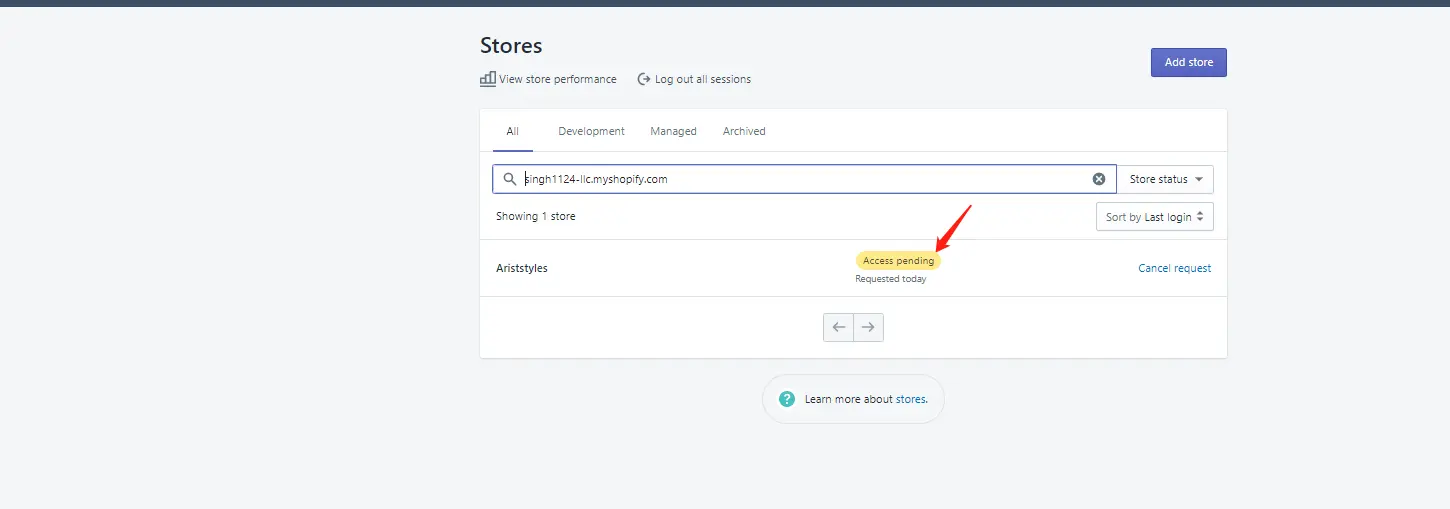 Stores
Add store
View store performance Log out all sessions
All Development Managed Archived
singh1124-llc.myshopify.com Store status
Showing 1 store Sort by Last login
Access pending
Ariststyles Cancel request
Requested today
Learn more about stores.